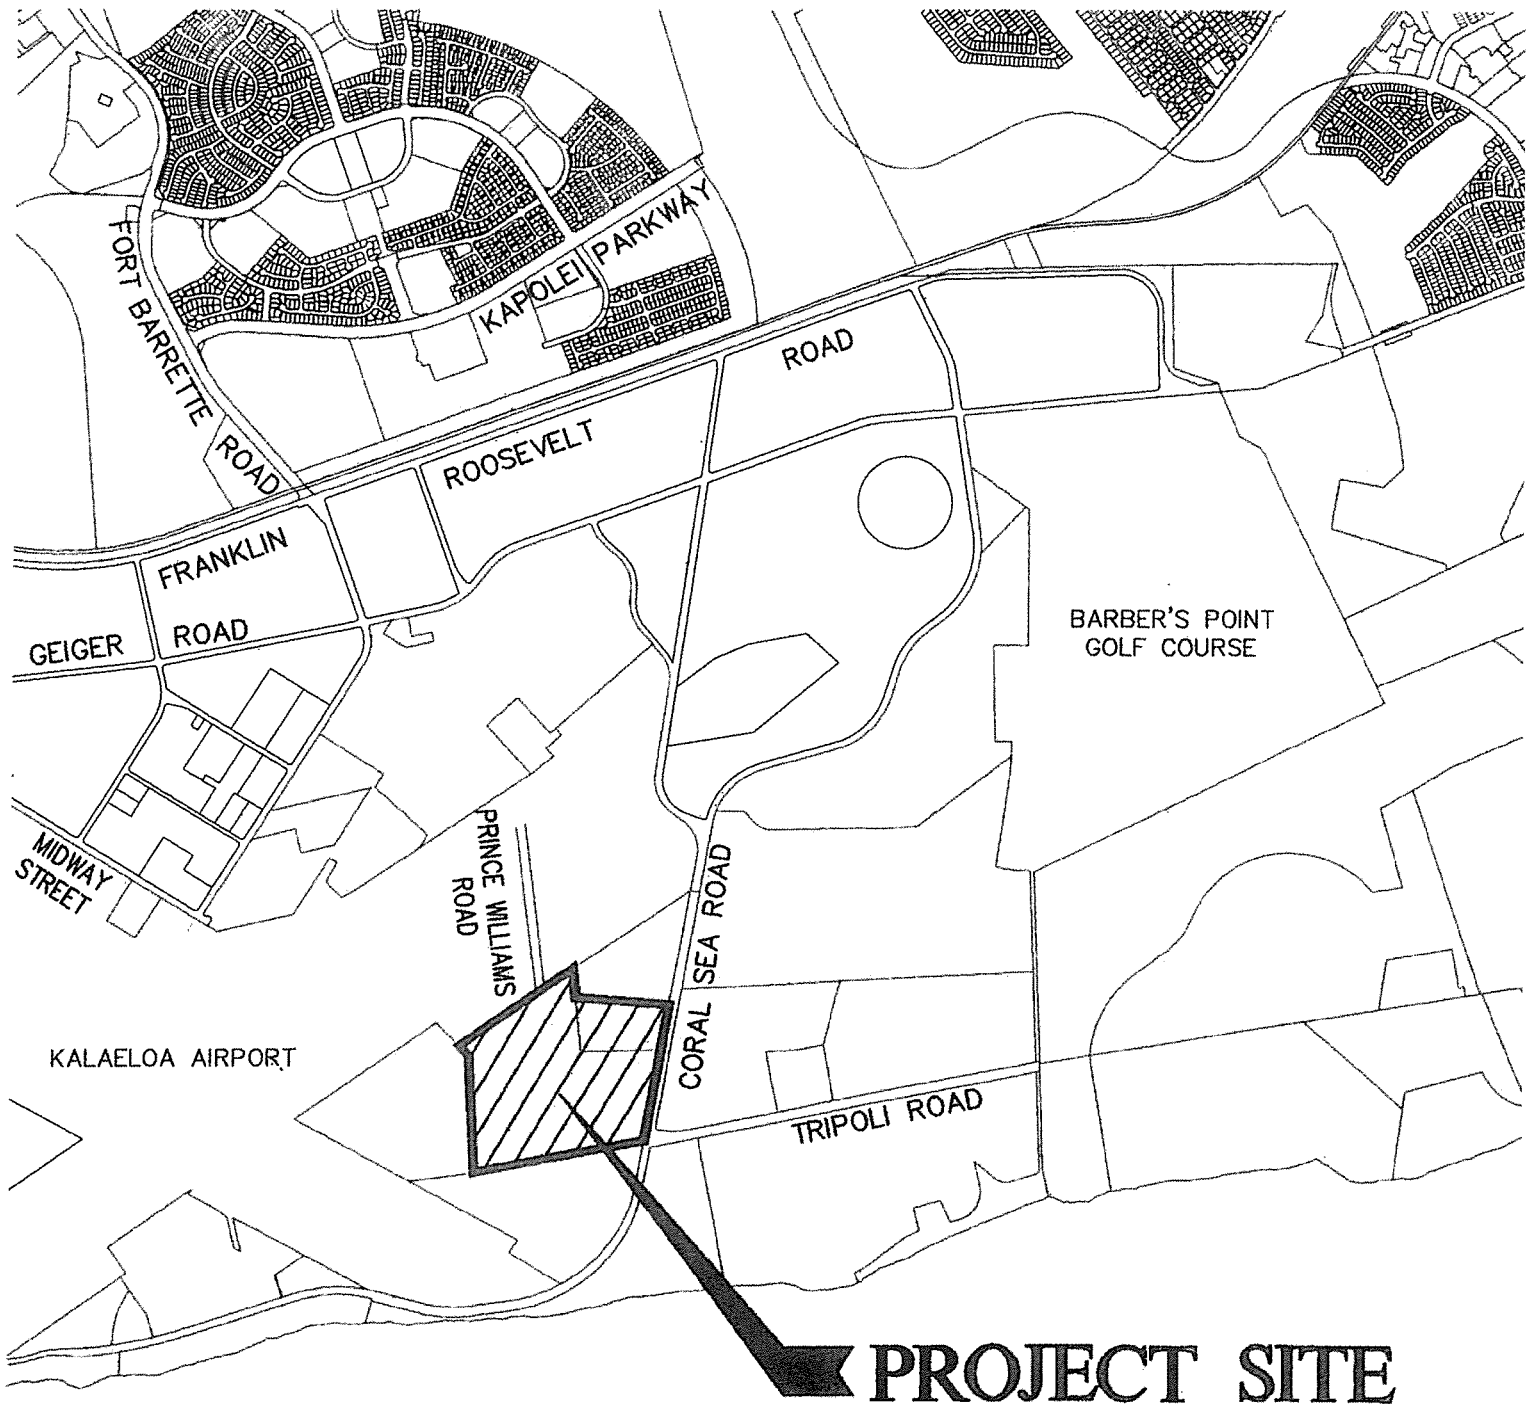 FORT BARRETTE ROAD
KAPOLEI PARKWAY
FRANKLIN ROOSEVELT ROAD
GEIGER ROAD
BARBER'S POINT
GOLF COURSE
MIDWAY
STREET
PRINCE WILLIAMS
ROAD
CORAL SEA ROAD
KALAELOA AIRPORT
TRIPOLI ROAD
PROJECT SITE